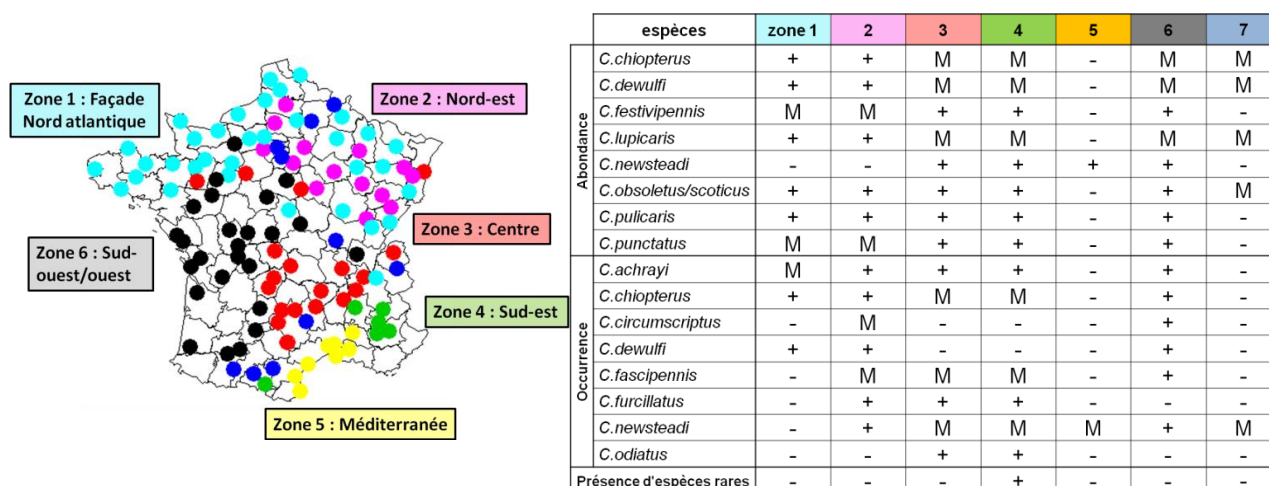 Zone 1 : Façade
Nord atlantique
Zone 2 : Nord-est
Zone 3 : Centre
Zone 6 : Sud-
ouest/ouest
Zone 4 : Sud-est
Zone 5 : Méditerranée
espèces zone 1 2 3 4 5 6 7
Abondance
C.chiopterus + + M M - M M
C.dewulfi + + M M - M M
C.festivipennis M M + + - + -
C.lupicaris + + M M - M M
C.newsteadi - - + + + + -
C.obsoletus/scoticus + + + + - + M
C.pulicaris + + + + - + -
C.punctatus M M + + - + -
Occurrence
C.achrayi M + + + - + -
C.chiopterus + + M M - + -
C.circumscriptus - M - - - + -
C.dewulfi + + - - - + -
C.fascipennis - M M M - + -
C.furcillatus - + + + - - -
C.newsteadi - + M M M + M
C.odiatus - - + + - - -
Présence d'espèces rares - - - + - - -